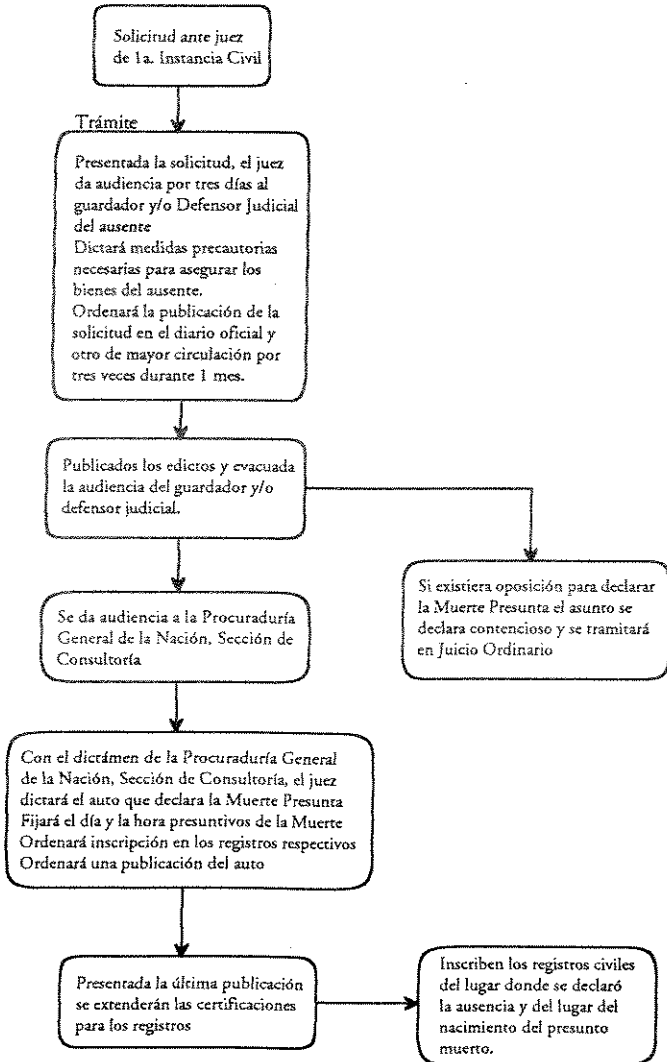 Solicitud ante juez
de 1a. Instancia Civil
Trámite
Presentada la solicitud, el juez
da audiencia por tres días al
guardador y/o Defensor Judicial
del ausente
Dictará medidas precautorias
necesarias para asegurar los
bienes del ausente.
Ordenará la publicación de la
solicitud en el diario oficial y
otro de mayor circulación por
tres veces durante 1 mes.
Publicados los edictos y evacuada
la audiencia del guardador y/o
defensor judicial.
Si existiera oposición para declarar
la Muerte Presunta el asunto se
declara contencioso y se tramitará
en Juicio Ordinario
Se da audiencia a la Procuraduría
General de la Nación, Sección de
Consultoría
Con el dictámen de la Procuraduría General
de la Nación, Sección de Consultoría, el juez
dictará el auto que declara la Muerte Presunta
Fijará el día y la hora presuntivos de la Muerte
Ordenará inscripción en los registros respectivos
Ordenará una publicación del auto
Presentada la última publicación
se extenderán las certificaciones
para los registros
Inscriben los registros civiles
del lugar donde se declaró
la ausencia y del lugar del
nacimiento del presunto
muerto.